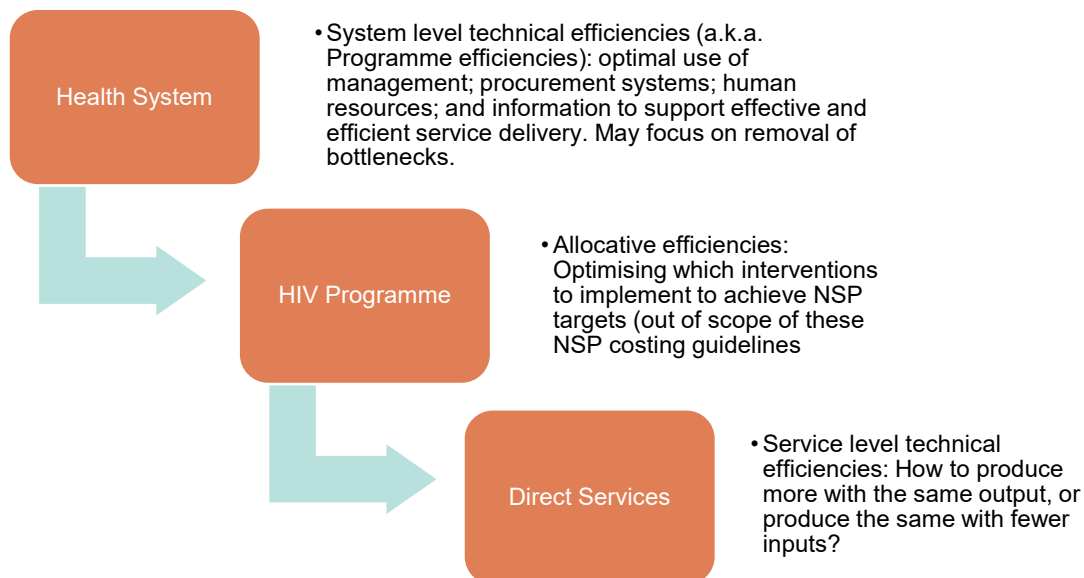 Health System
• System level technical efficiencies (a.k.a.
Programme efficiencies): optimal use of
management; procurement systems; human
resources; and information to support effective and
efficient service delivery. May focus on removal of
bottlenecks.
HIV Programme
• Allocative efficiencies:
Optimising which interventions
to implement to achieve NSP
targets (out of scope of these
NSP costing guidelines
Direct Services
• Service level technical
efficiencies: How to produce
more with the same output, or
produce the same with fewer
inputs?